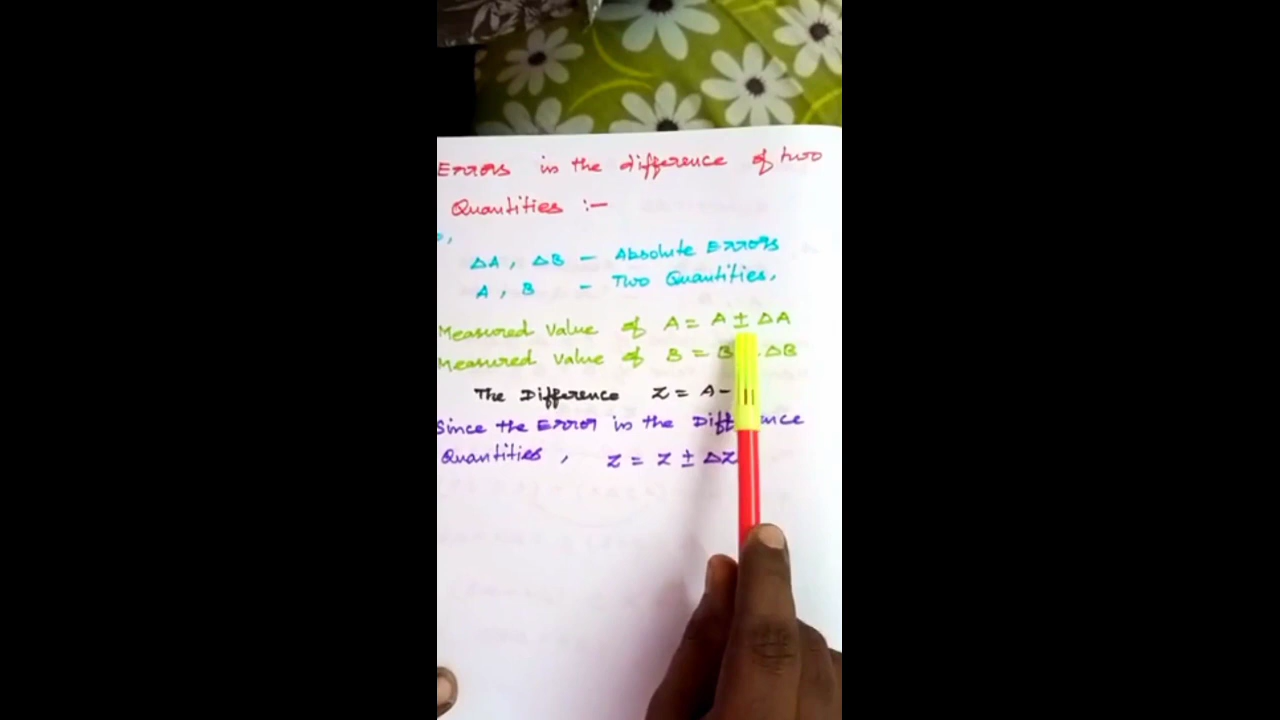 Errors in the difference of two
Quantities :-
ΔA, ΔB - Absolute Errors
A, B - Two Quantities.
Measured value of A = A ± ΔA
Measured value of B = B ΔB
The Difference Z = A -
Since the Error in the
Quantities, Z = Z ± ΔZ